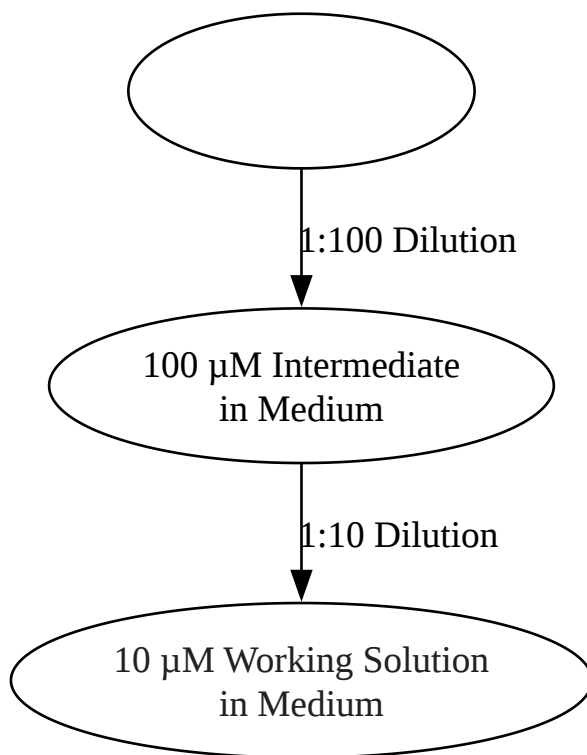 1:100 Dilution
100 µM Intermediate
in Medium
1:10 Dilution
10 µM Working Solution
in Medium